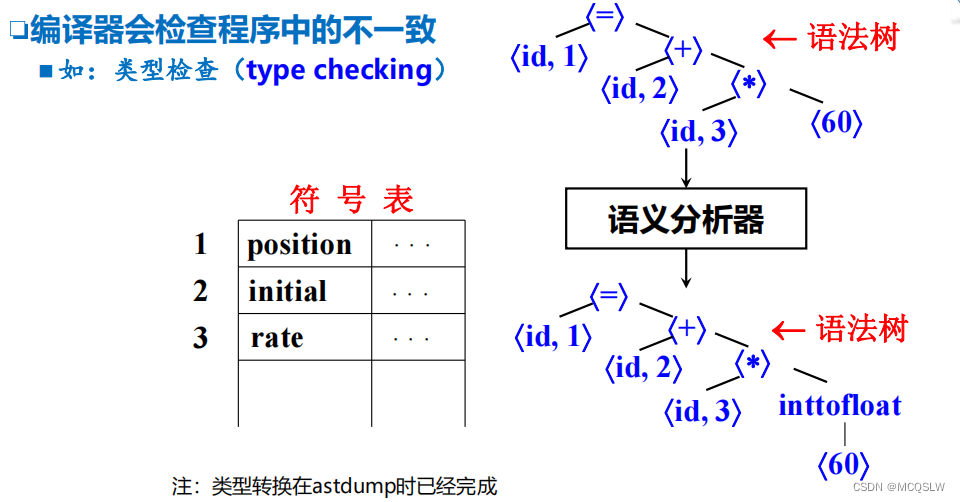 编译器会检查程序中的不一致
如：类型检查（type checking）
⟨=⟩
← 语法树
⟨id, 1⟩
⟨+⟩
⟨id, 2⟩
⟨*⟩
⟨id, 3⟩
⟨60⟩
语义分析器
符 号 表
1 position . . .
2 initial . . .
3 rate . . .
⟨=⟩
← 语法树
⟨id, 1⟩
⟨+⟩
⟨id, 2⟩
⟨*⟩
⟨id, 3⟩
inttofloat
⟨60⟩
注：类型转换在astdump时已经完成
CSDN @MCQSLW